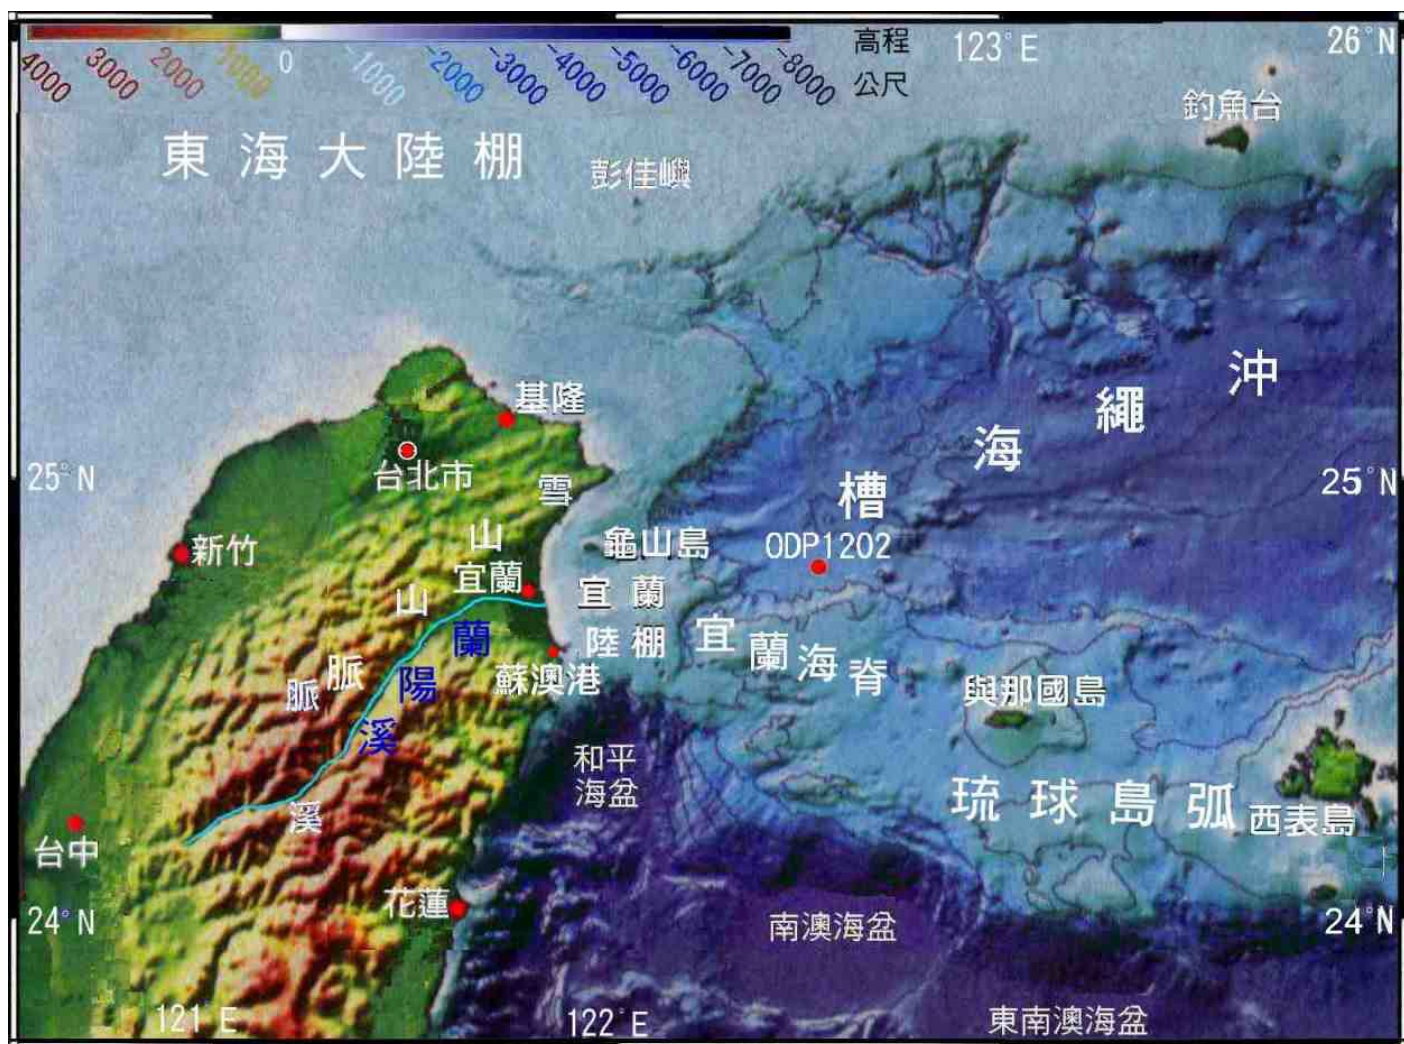 4000 3000 2000 1000 0 -1000 -2000 -3000 -4000 -5000 -6000 -7000 -8000
高程
公尺
123°E
26°N
釣魚台
東海大陸棚
彭佳嶼
沖繩海槽
基隆
台北市
25°N
25°N
雪山山脈
新竹
龜山島
ODP1202
宜蘭
宜蘭
陸棚
蘭陽溪
宜蘭海脊
蘇澳港
脈
與那國島
和平
海盆
琉球島弧
西表島
溪
台中
花蓮
24°N
南澳海盆
24°N
121°E
122°E
東南澳海盆